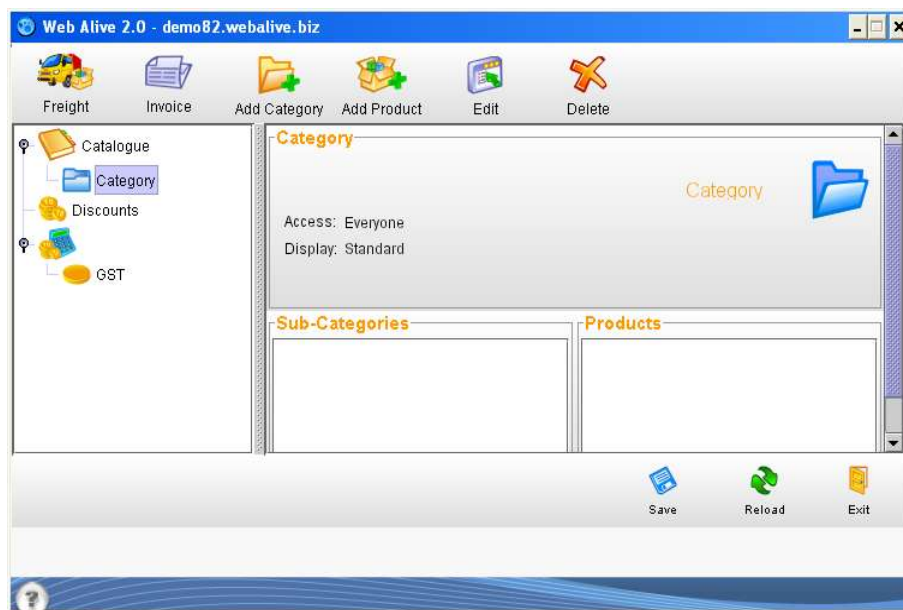 Web Alive 2.0 - demo82.webalive.biz
Freight Invoice Add Category Add Product Edit Delete
Catalogue
Category
Discounts
GST
Category
Category
Access: Everyone
Display: Standard
Sub-Categories Products
Save Reload Exit
?